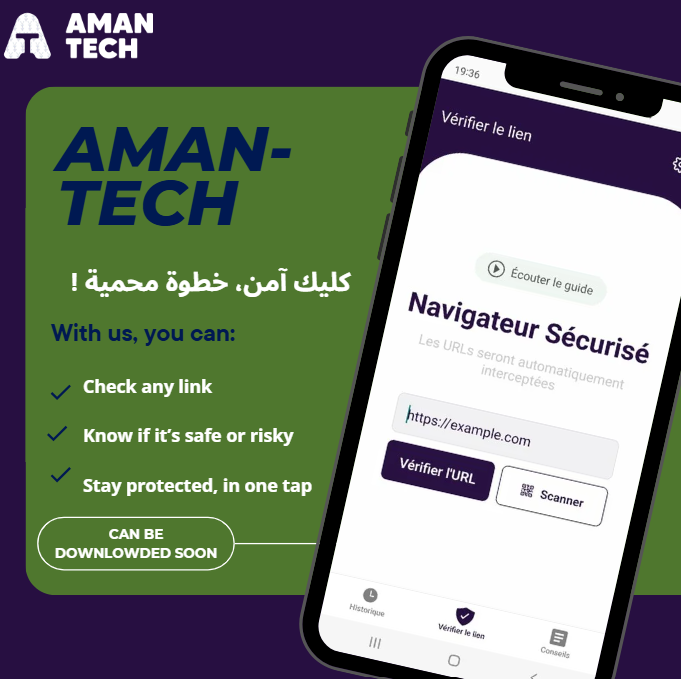 AMAN
TECH
AMAN-
TECH
كليك آمن، خطوة محمية !
With us, you can:
Check any link
Know if it's safe or risky
Stay protected, in one tap
CAN BE
DOWNLOWDED SOON
19:36
Vérifier le lien
Écouter le guide
Navigateur Sécurisé
Les URLs seront automatiquement
interceptées
https://example.com
Vérifier l'URL
Scanner
Historique
Vérifier le lien
Conseils